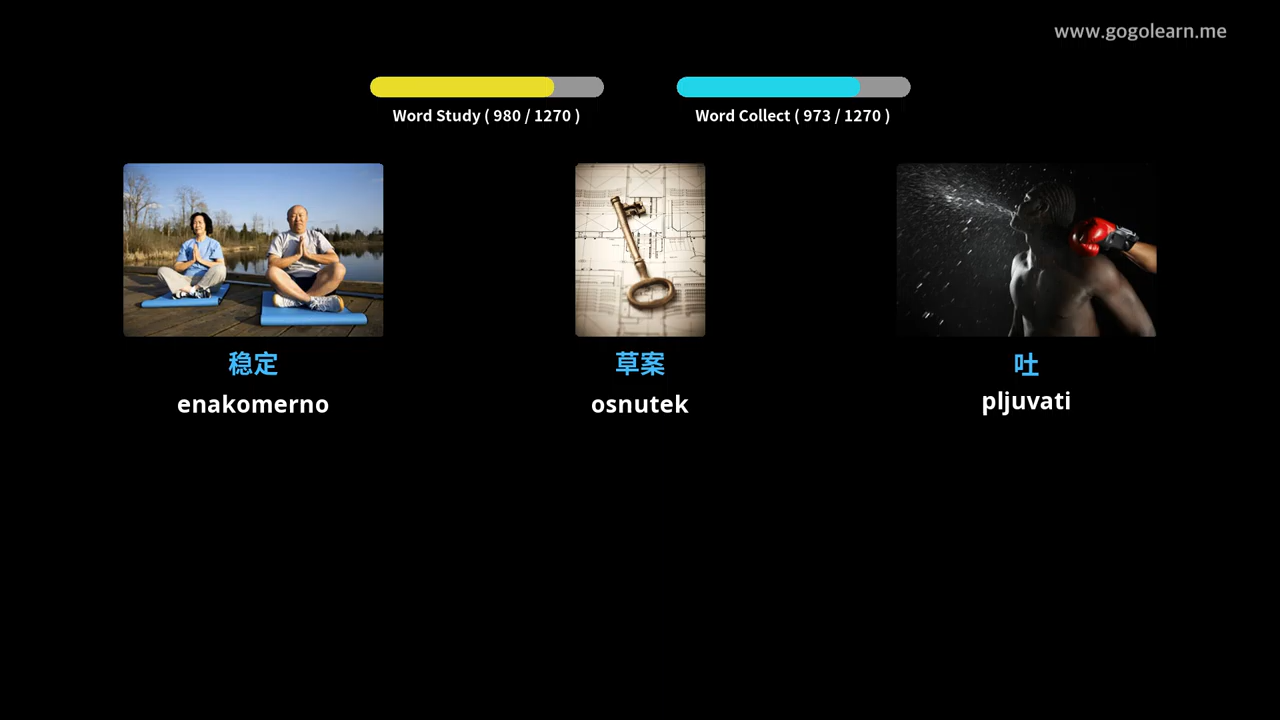 www.gogolearn.me
Word Study ( 980 / 1270 )
Word Collect ( 973 / 1270 )
稳定
草案
吐
enakomerno
osnutek
pljuvati